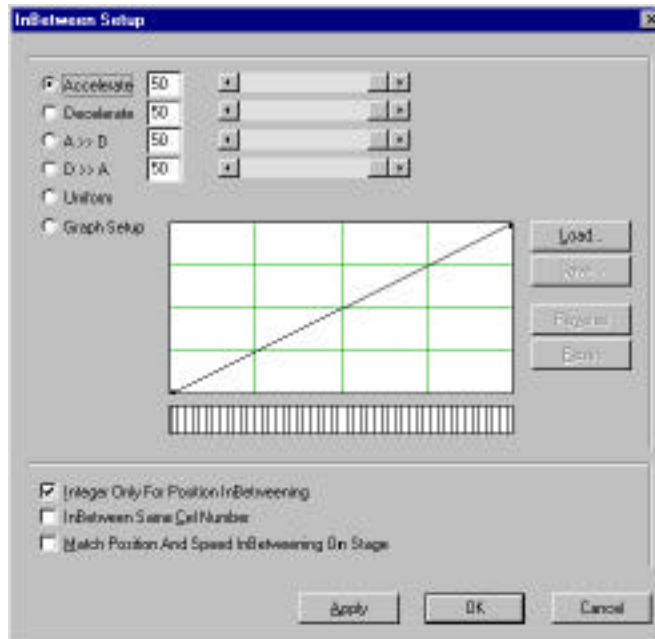 InBetween Setup
Accelerate 50
Decelerate 50
A >> D 50
D >> A 50
Uniform
Graph Setup
Load...
Save...
Integer Only For Position InBetweening
InBetween Same Cel Number
Match Position And Speed InBetweening On Stage
Apply OK Cancel